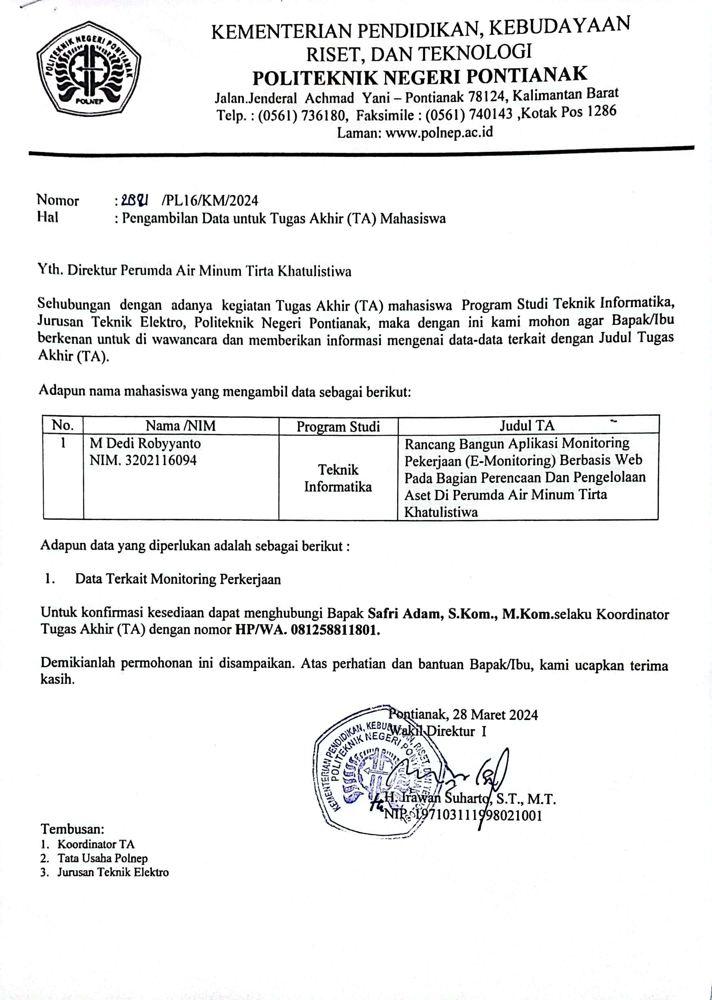 POLITEKNIK NEGERI PONTIANAK
POLNEP
KEMENTERIAN PENDIDIKAN, KEBUDAYAAN
RISET, DAN TEKNOLOGI
POLITEKNIK NEGERI PONTIANAK
Jalan.Jenderal Achmad Yani – Pontianak 78124, Kalimantan Barat
Telp. : (0561) 736180, Faksimile : (0561) 740143 ,Kotak Pos 1286
Laman: www.polnep.ac.id
Nomor : /PL16/KM/2024
Hal : Pengambilan Data untuk Tugas Akhir (TA) Mahasiswa
Yth. Direktur Perumda Air Minum Tirta Khatulistiwa
Sehubungan dengan adanya kegiatan Tugas Akhir (TA) mahasiswa Program Studi Teknik Informatika,
Jurusan Teknik Elektro, Politeknik Negeri Pontianak, maka dengan ini kami mohon agar Bapak/Ibu
berkenan untuk di wawancara dan memberikan informasi mengenai data-data terkait dengan Judul Tugas
Akhir (TA).
Adapun nama mahasiswa yang mengambil data sebagai berikut:
No. Nama /NIM Program Studi Judul TA
1 M Dedi Robyyanto
NIM. 3202116094
Teknik
Informatika
Rancang Bangun Aplikasi Monitoring
Pekerjaan (E-Monitoring) Berbasis Web
Pada Bagian Perencaan Dan Pengelolaan
Aset Di Perumda Air Minum Tirta
Khatulistiwa
Adapun data yang diperlukan adalah sebagai berikut :
1. Data Terkait Monitoring Perkerjaan
Untuk konfirmasi kesediaan dapat menghubungi Bapak Safri Adam, S.Kom., M.Kom.selaku Koordinator
Tugas Akhir (TA) dengan nomor HP/WA. 081258811801.
Demikianlah permohonan ini disampaikan. Atas perhatian dan bantuan Bapak/Ibu, kami ucapkan terima
kasih.
Pontianak, 28 Maret 2024
Wakil Direktur I
KEMENTERIAN PENDIDIKAN, KEBUDAYAAN, RISET, DAN TEKNOLOGI
POLITEKNIK NEGERI PONTIANAK
H. Irawan Suharto, S.T., M.T.
NIP. 197103111998021001
Tembusan:
1. Koordinator TA
2. Tata Usaha Polnep
3. Jurusan Teknik Elektro